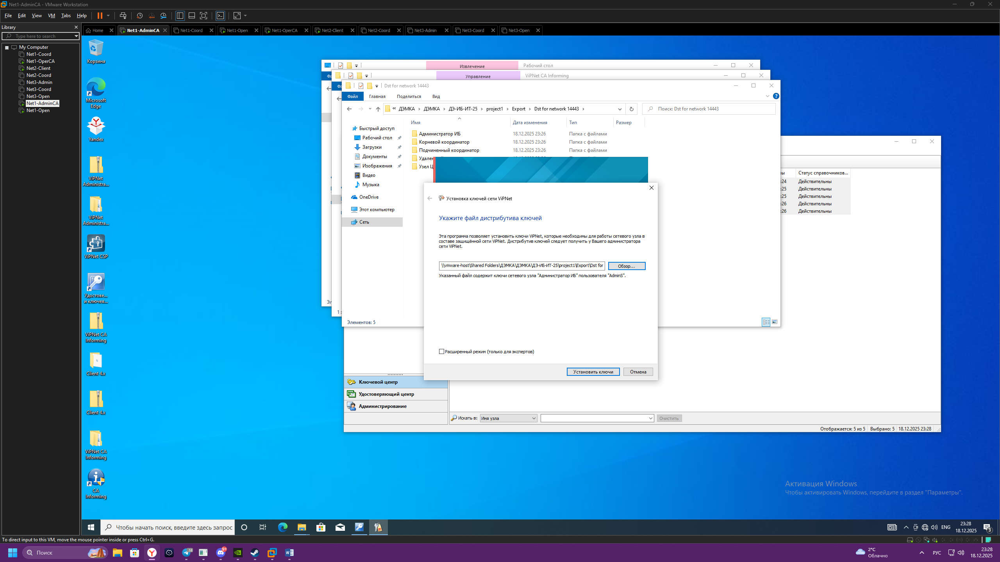 Net1-AdminCA - VMware Workstation
File Edit View VM Tabs Help
Library
Type here to search
My Computer
Net1-Coord
Net1-OperCA
Net2-Client
Net2-Coord
Net3-Admin
Net3-Coord
Net3-Open
Net1-AdminCA
Net1-Open
Home Net1-AdminCA Net1-Coord Net1-Open Net1-OperCA Net2-Client Net2-Coord Net3-Admin Net3-Coord Net3-Open
Корзина
Microsoft
Edge
Yandex
ViPNet
Administra...
ViPNet
Administra...
ViPNet CSP
Удостове...
и ключев...
ViPNet CA
Informing
Client 4.x
Client 4.x
ViPNet CA
Informing
CA
Informing
Извлечение Рабочий стол
Управление ViPNet CA Informing
Dst for network 14443
Файл Главная Поделиться Вид
« ДЭМКА › ДЭМКА › ДЭ-ИБ-ИТ-25 › project1 › Export › Dst for network 14443 ›
Поиск: Dst for network 14443
Быстрый доступ
Рабочий стол
Загрузки
Документы
Изображения
Видео
Музыка
OneDrive
Этот компьютер
Сеть
Имя Дата изменения Тип Размер
Администратор ИБ 18.12.2025 23:26 Папка с файлами
Корневой координатор 18.12.2025 23:26 Папка с файлами
Подчиненный координатор 18.12.2025 23:26 Папка с файлами
Удален
Узел Ц
Элементов: 5
Установка ключей сети ViPNet
Укажите файл дистрибутива ключей
Эта программа позволяет установить ключи ViPNet, которые необходимы для работы сетевого узла в
составе защищённой сети ViPNet. Дистрибутив ключей следует получить у Вашего администратора
сети ViPNet.
\\vmware-host\Shared Folders\ДЭМКА\ДЭМКА\ДЭ-ИБ-ИТ-25\project1\Export\Dst for
Обзор...
Указанный файл содержит ключи сетевого узла "Администратор ИБ" пользователя "AdminS".
Расширенный режим (только для экспертов)
Установить ключи Отмена
Статус справочников...
:24 Действительны
:25 Действительны
:25 Действительны
:26 Действительны
:26 Действительны
Ключевой центр
Удостоверяющий центр
Администрирование
Искать в: Имя узла Очистить
Отображается: 5 из 5 Выбрано: 5 18.12.2025 23:28
Активация Windows
Чтобы активировать Windows, перейдите в раздел "Параметры".
Чтобы начать поиск, введите здесь запрос
ENG
23:28
18.12.2025
3
To direct input to this VM, move the mouse pointer inside or press Ctrl+G.
Поиск
58
9+
2°C
Облачно
РУС
23:28
18.12.2025